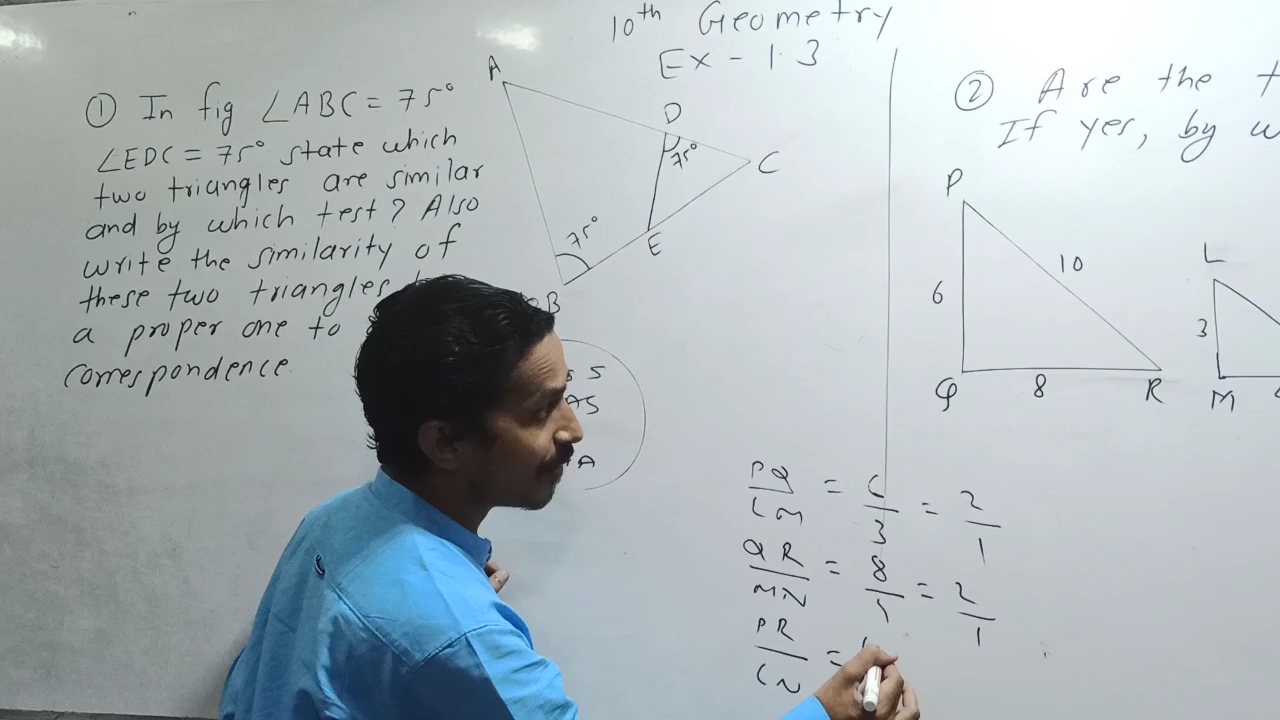 10th Geometry
Ex - 1.3
① In fig ∠ABC = 75°
∠EDC = 75° state which
two triangles are similar
and by which test? Also
write the similarity of
these two triangles
a proper one to
correspondence.
A
D
75°
C
75°
E
B
S
AS
A
② Are the
If yes, by
P
6
10
Q
8
R
L
3
M
PQ/LM = 6/3 = 2/1
QR/MN = 8/ = 2/1
PR/LN =